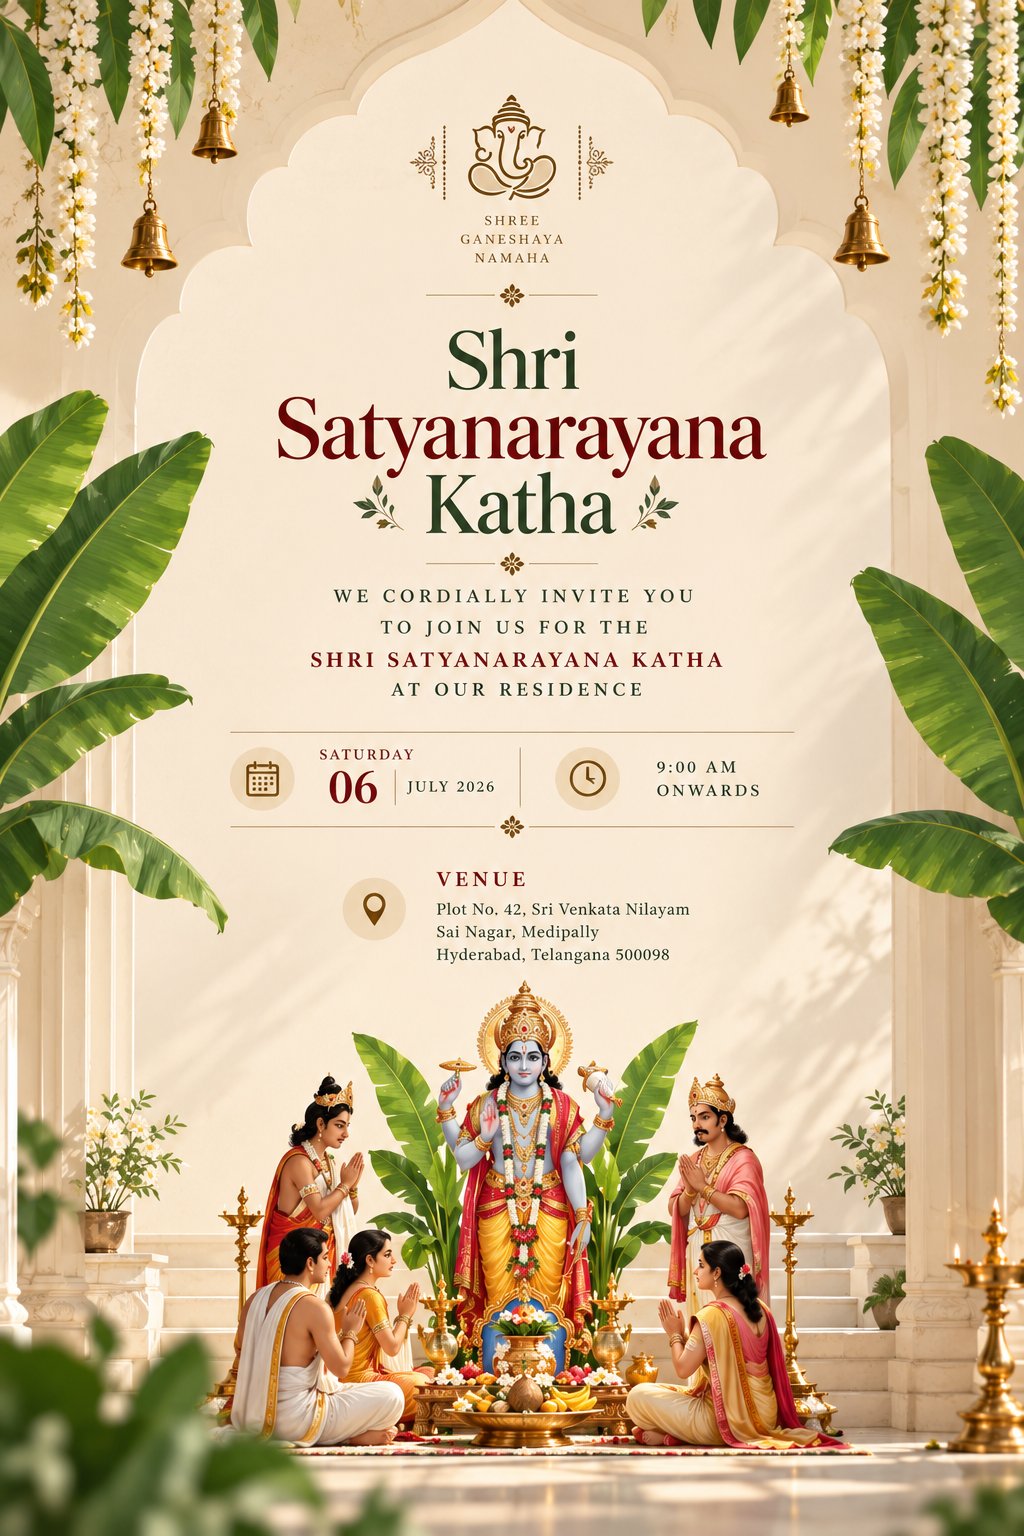 SHREE
GANESHAYA
NAMAHA
Shri
Satyanarayana
Katha
WE CORDIALLY INVITE YOU
TO JOIN US FOR THE
SHRI SATYANARAYANA KATHA
AT OUR RESIDENCE
SATURDAY
06 JULY 2026
9:00 AM
ONWARDS
VENUE
Plot No. 42, Sri Venkata Nilayam
Sai Nagar, Medipally
Hyderabad, Telangana 500098